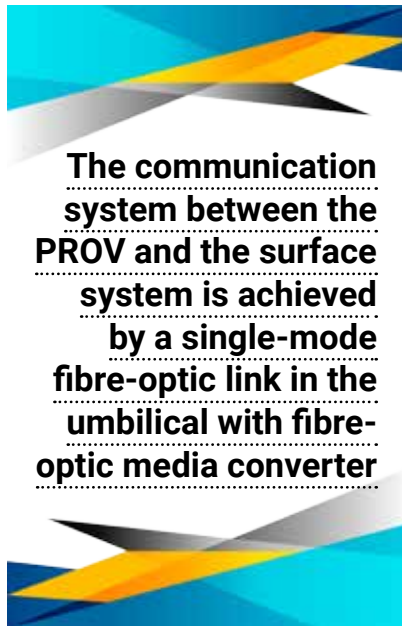 The communication
system between the
PROV and the surface
system is achieved
by a single-mode
fibre-optic link in the
umbilical with fibre-
optic media converter